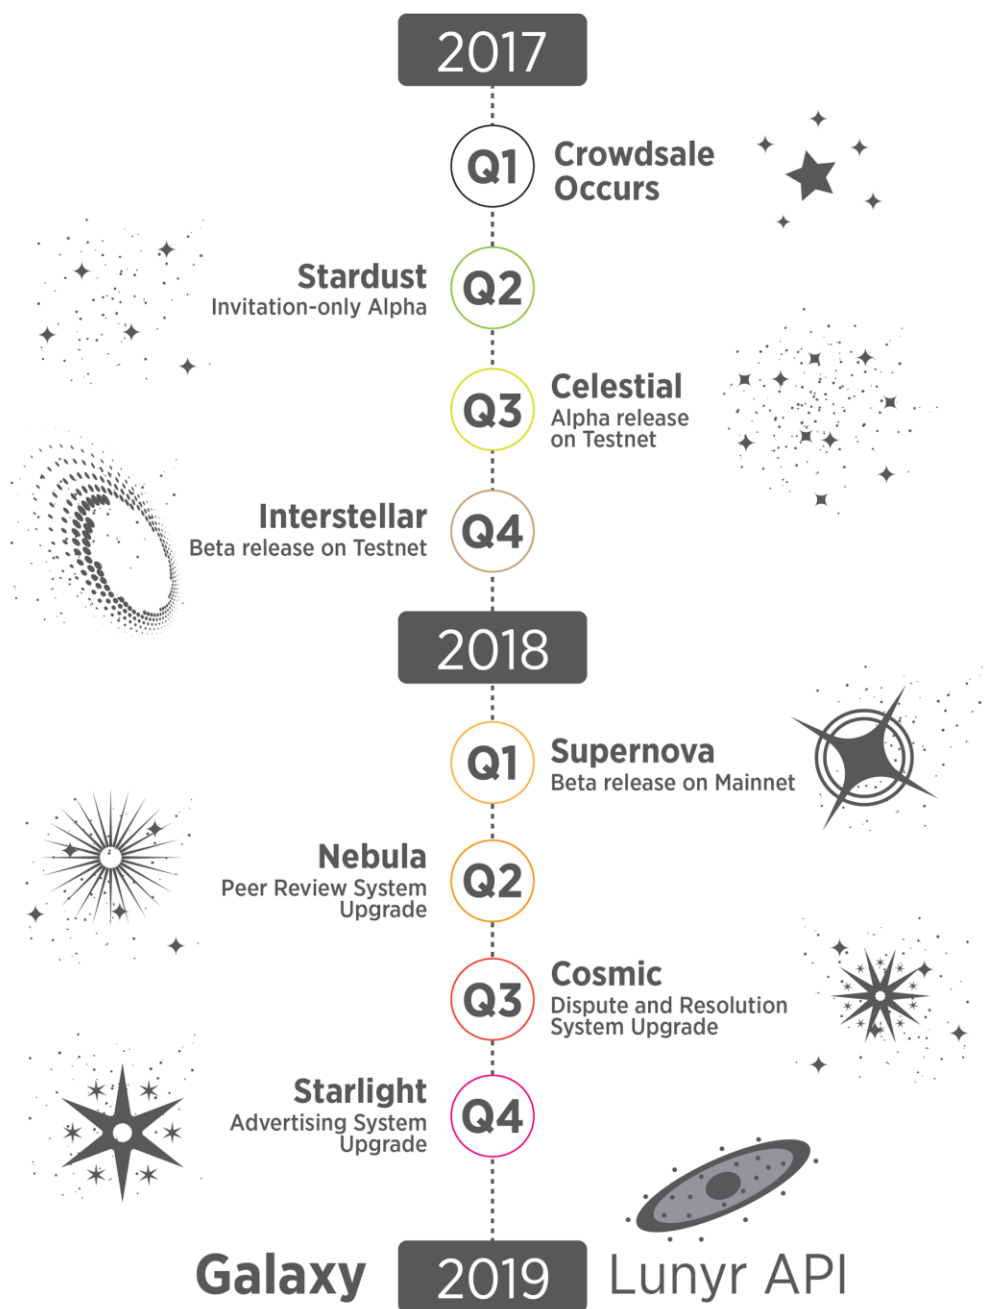 2017
Q1
Crowdsale
Occurs
Stardust
Invitation-only Alpha
Q2
Q3
Celestial
Alpha release
on Testnet
Interstellar
Beta release on Testnet
Q4
2018
Q1
Supernova
Beta release on Mainnet
Nebula
Peer Review System
Upgrade
Q2
Q3
Cosmic
Dispute and Resolution
System Upgrade
Starlight
Advertising System
Upgrade
Q4
Galaxy
2019
Lunyr API